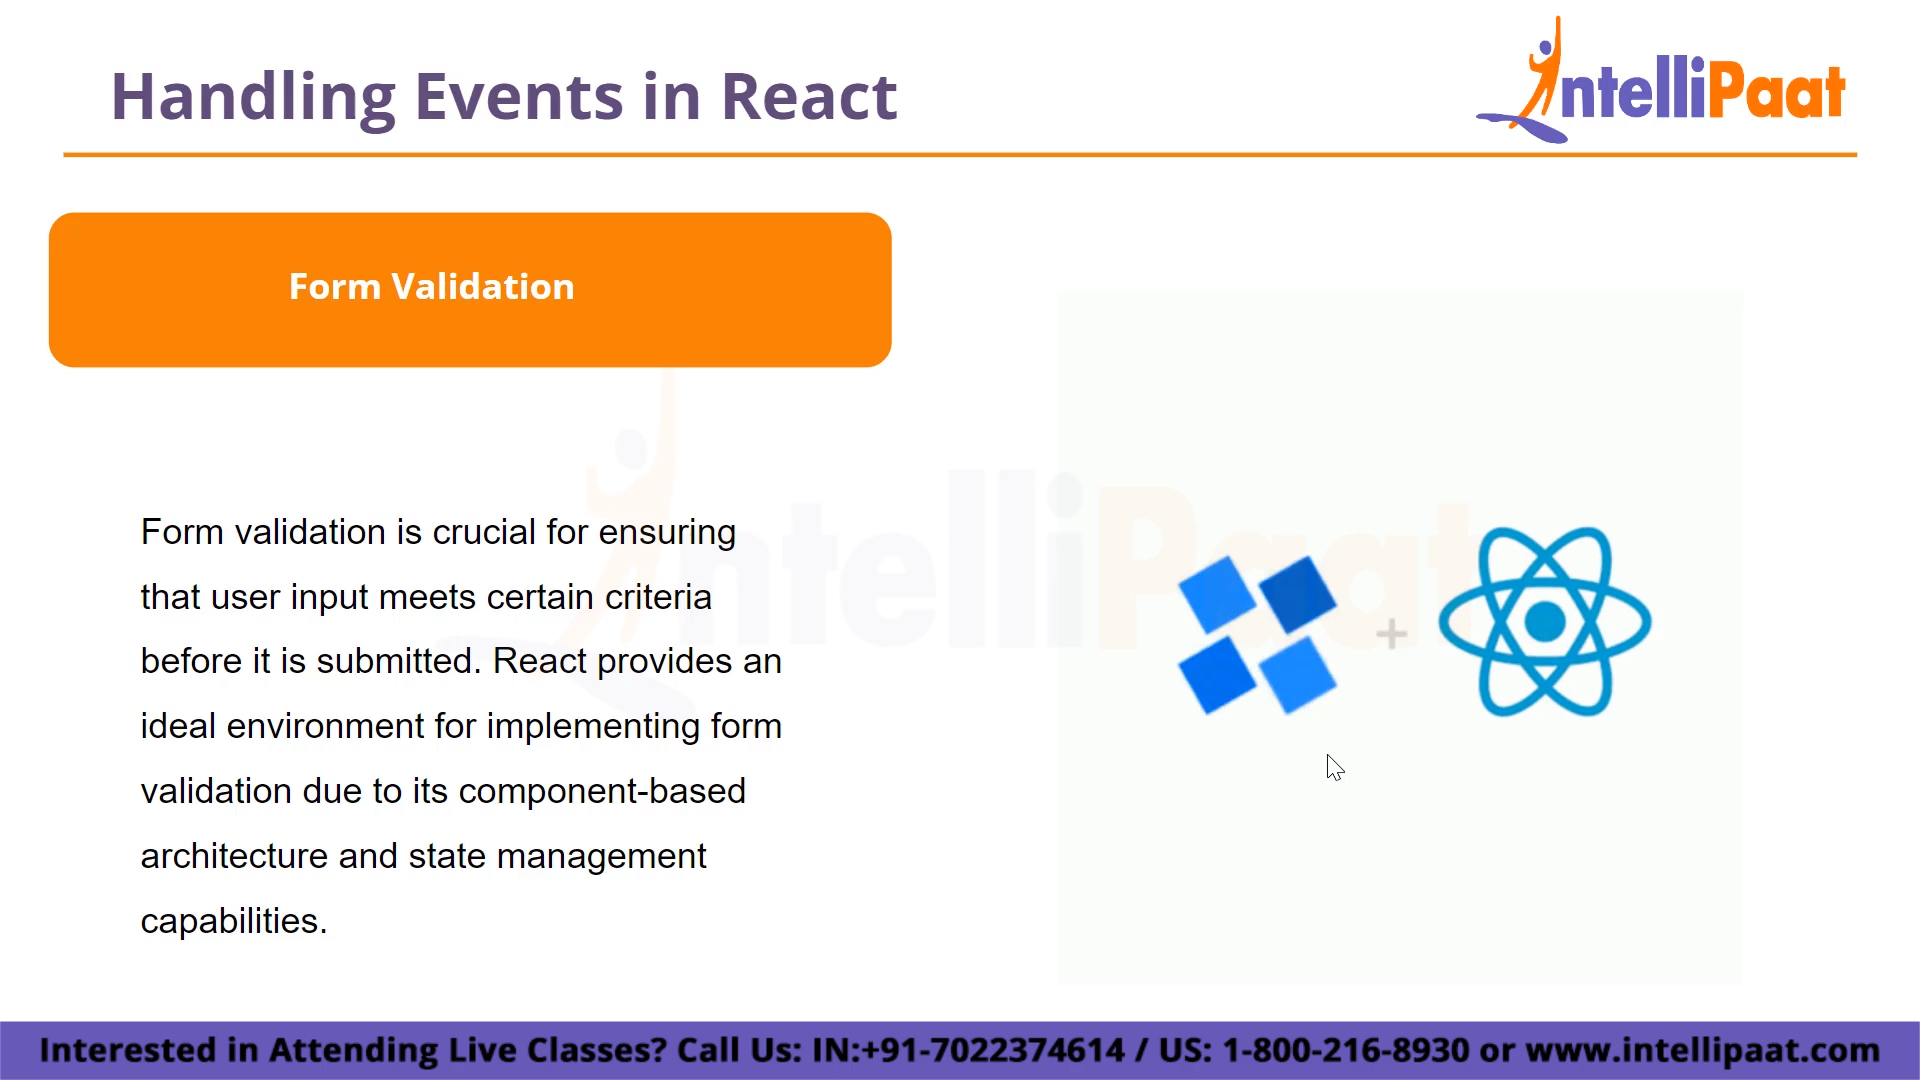 Handling Events in React
IntelliPaat
Form Validation
Form validation is crucial for ensuring
that user input meets certain criteria
before it is submitted. React provides an
ideal environment for implementing form
validation due to its component-based
architecture and state management
capabilities.
IntelliPaat
+
Interested in Attending Live Classes? Call Us: IN:+91-7022374614 / US: 1-800-216-8930 or www.intellipaat.com